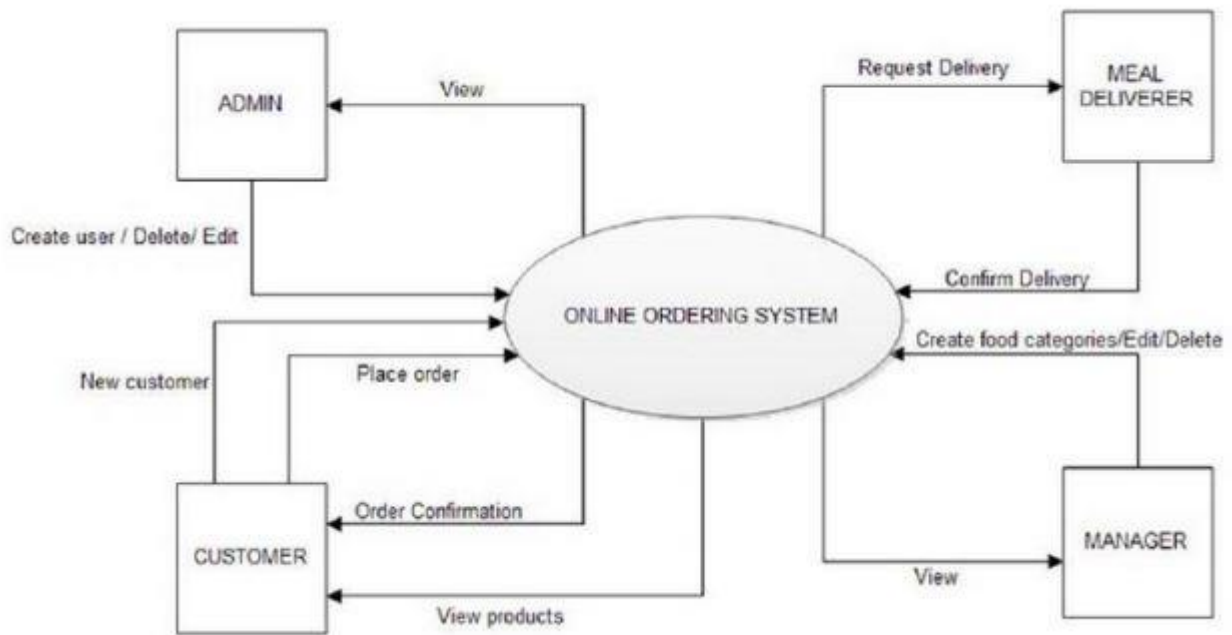 Request Delivery
MEAL
DELIVERER
View
ADMIN
Create user / Delete/ Edit
Confirm Delivery
ONLINE ORDERING SYSTEM
Create food categories/Edit/Delete
New customer
Place order
Order Confirmation
CUSTOMER
MANAGER
View
View products